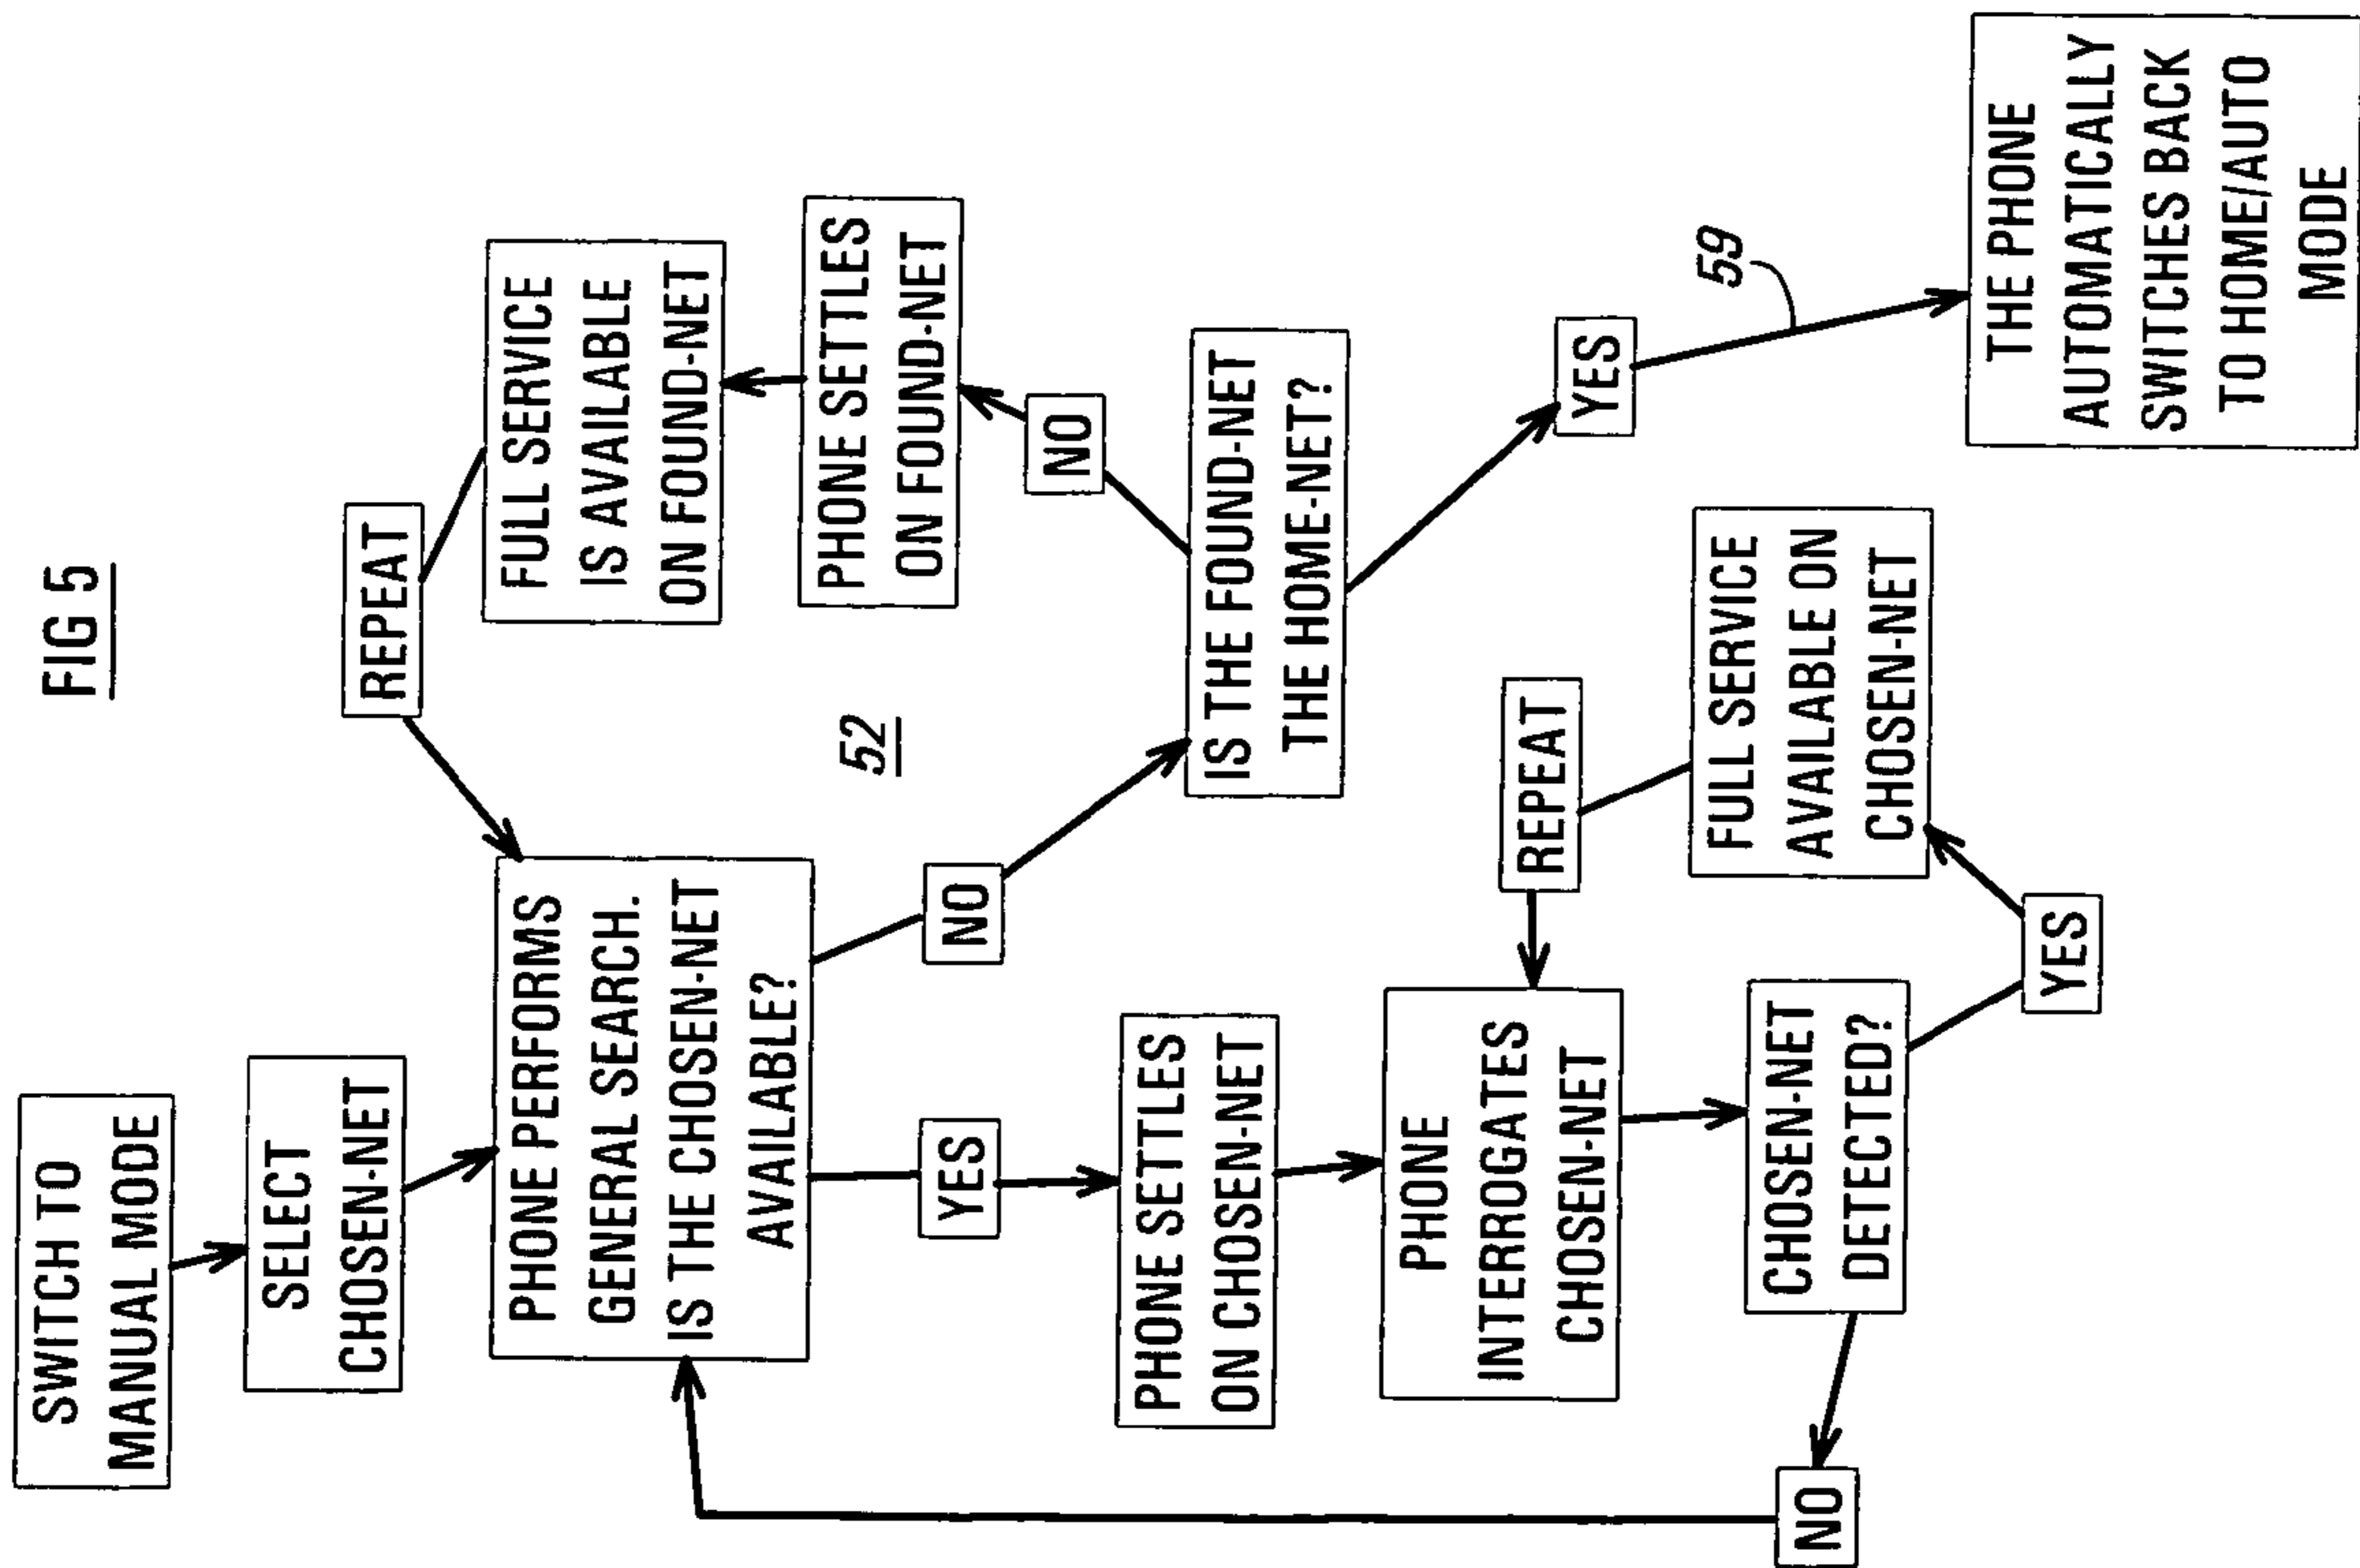 FIG 5
SWITCH TO
MANUAL MODE
SELECT
CHOSEN-NET
PHONE PERFORMS
GENERAL SEARCH.
IS THE CHOSEN-NET
AVAILABLE?
REPEAT
FULL SERVICE
IS AVAILABLE
ON FOUND-NET
PHONE SETTLES
ON FOUND-NET
NO
52
NO
IS THE FOUND-NET
THE HOME-NET?
YES
59
THE PHONE
AUTOMATICALLY
SWITCHES BACK
TO HOME/AUTO
MODE
YES
PHONE SETTLES
ON CHOSEN-NET
PHONE
INTERROGATES
CHOSEN-NET
REPEAT
FULL SERVICE
AVAILABLE ON
CHOSEN-NET
CHOSEN-NET
DETECTED?
YES
NO